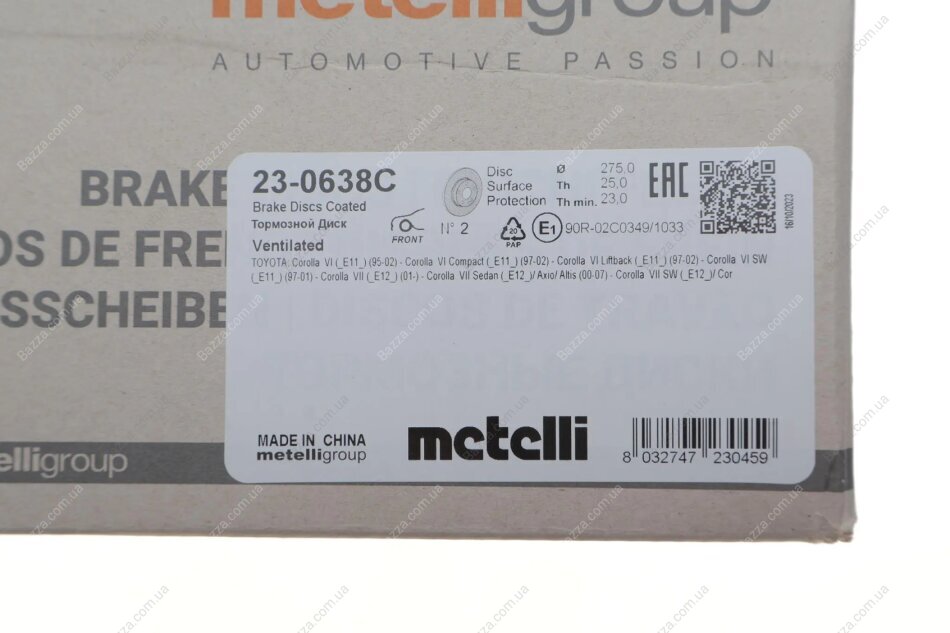 metelligroup
AUTOMOTIVE PASSION
BRAKE
OS DE FRE
SSCHEIBE
elligroup
23-0638C
Brake Discs Coated
Тормозной Диск
Ventilated
FRONT
N° 2
Disc
Surface
Protection
Ø 275,0
Th 25,0
Th min. 23,0
20
PAP
E1
90R-02C0349/1033
EAC
16/10/2023
TOYOTA: Corolla VI (_E11_) (95-02) - Corolla VI Compact (_E11_) (97-02) - Corolla VI Liftback (_E11_) (97-02) - Corolla VI SW
(_E11_) (97-01) - Corolla VII (_E12_) (01-) - Corolla VII Sedan (_E12_)/ Axio/ Altis (00-07) - Corolla VII SW (_E12_)/ Cor
MADE IN CHINA
metelligroup
metelli
8 032747 230459
Bazza.com.ua